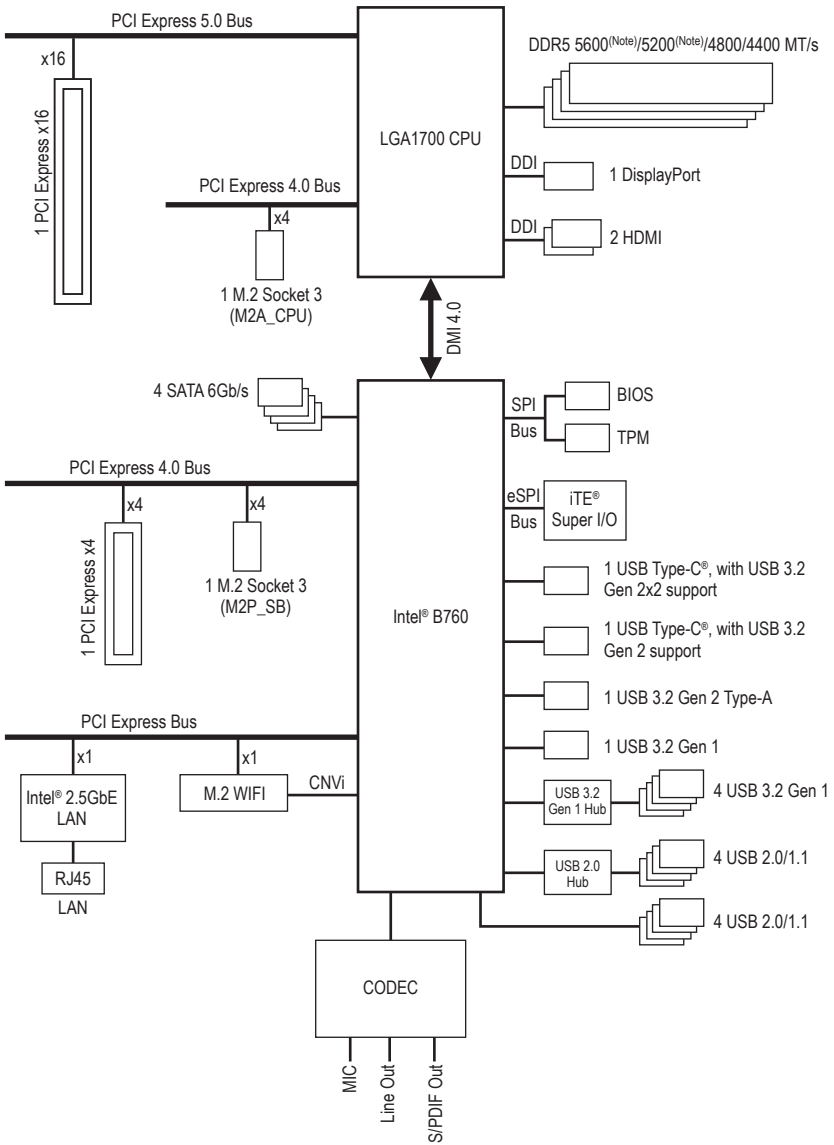 PCI Express 5.0 Bus
x16
1 PCI Express x16
DDR5 5600(Note)/5200(Note)/4800/4400 MT/s
LGA1700 CPU
DDI
1 DisplayPort
DDI
2 HDMI
PCI Express 4.0 Bus
x4
1 M.2 Socket 3
(M2A_CPU)
DMI 4.0
4 SATA 6Gb/s
SPI
Bus
BIOS
TPM
PCI Express 4.0 Bus
x4
x4
1 PCI Express x4
1 M.2 Socket 3
(M2P_SB)
eSPI
Bus
iTE®
Super I/O
Intel® B760
1 USB Type-C®, with USB 3.2
Gen 2x2 support
1 USB Type-C®, with USB 3.2
Gen 2 support
1 USB 3.2 Gen 2 Type-A
1 USB 3.2 Gen 1
PCI Express Bus
x1
x1
Intel® 2.5GbE
LAN
M.2 WIFI
CNVi
RJ45
LAN
USB 3.2
Gen 1 Hub
4 USB 3.2 Gen 1
USB 2.0
Hub
4 USB 2.0/1.1
4 USB 2.0/1.1
CODEC
MIC
Line Out
S/PDIF Out